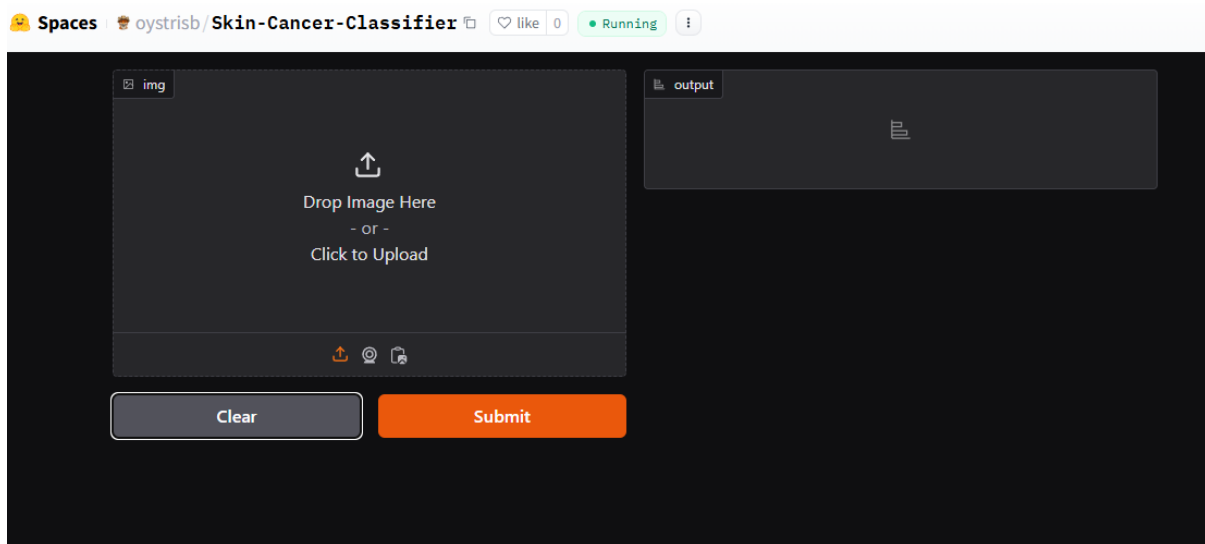 Spaces oystrisb/Skin-Cancer-Classifier like 0 Running
img
Drop Image Here
- or -
Click to Upload
Clear
Submit
output